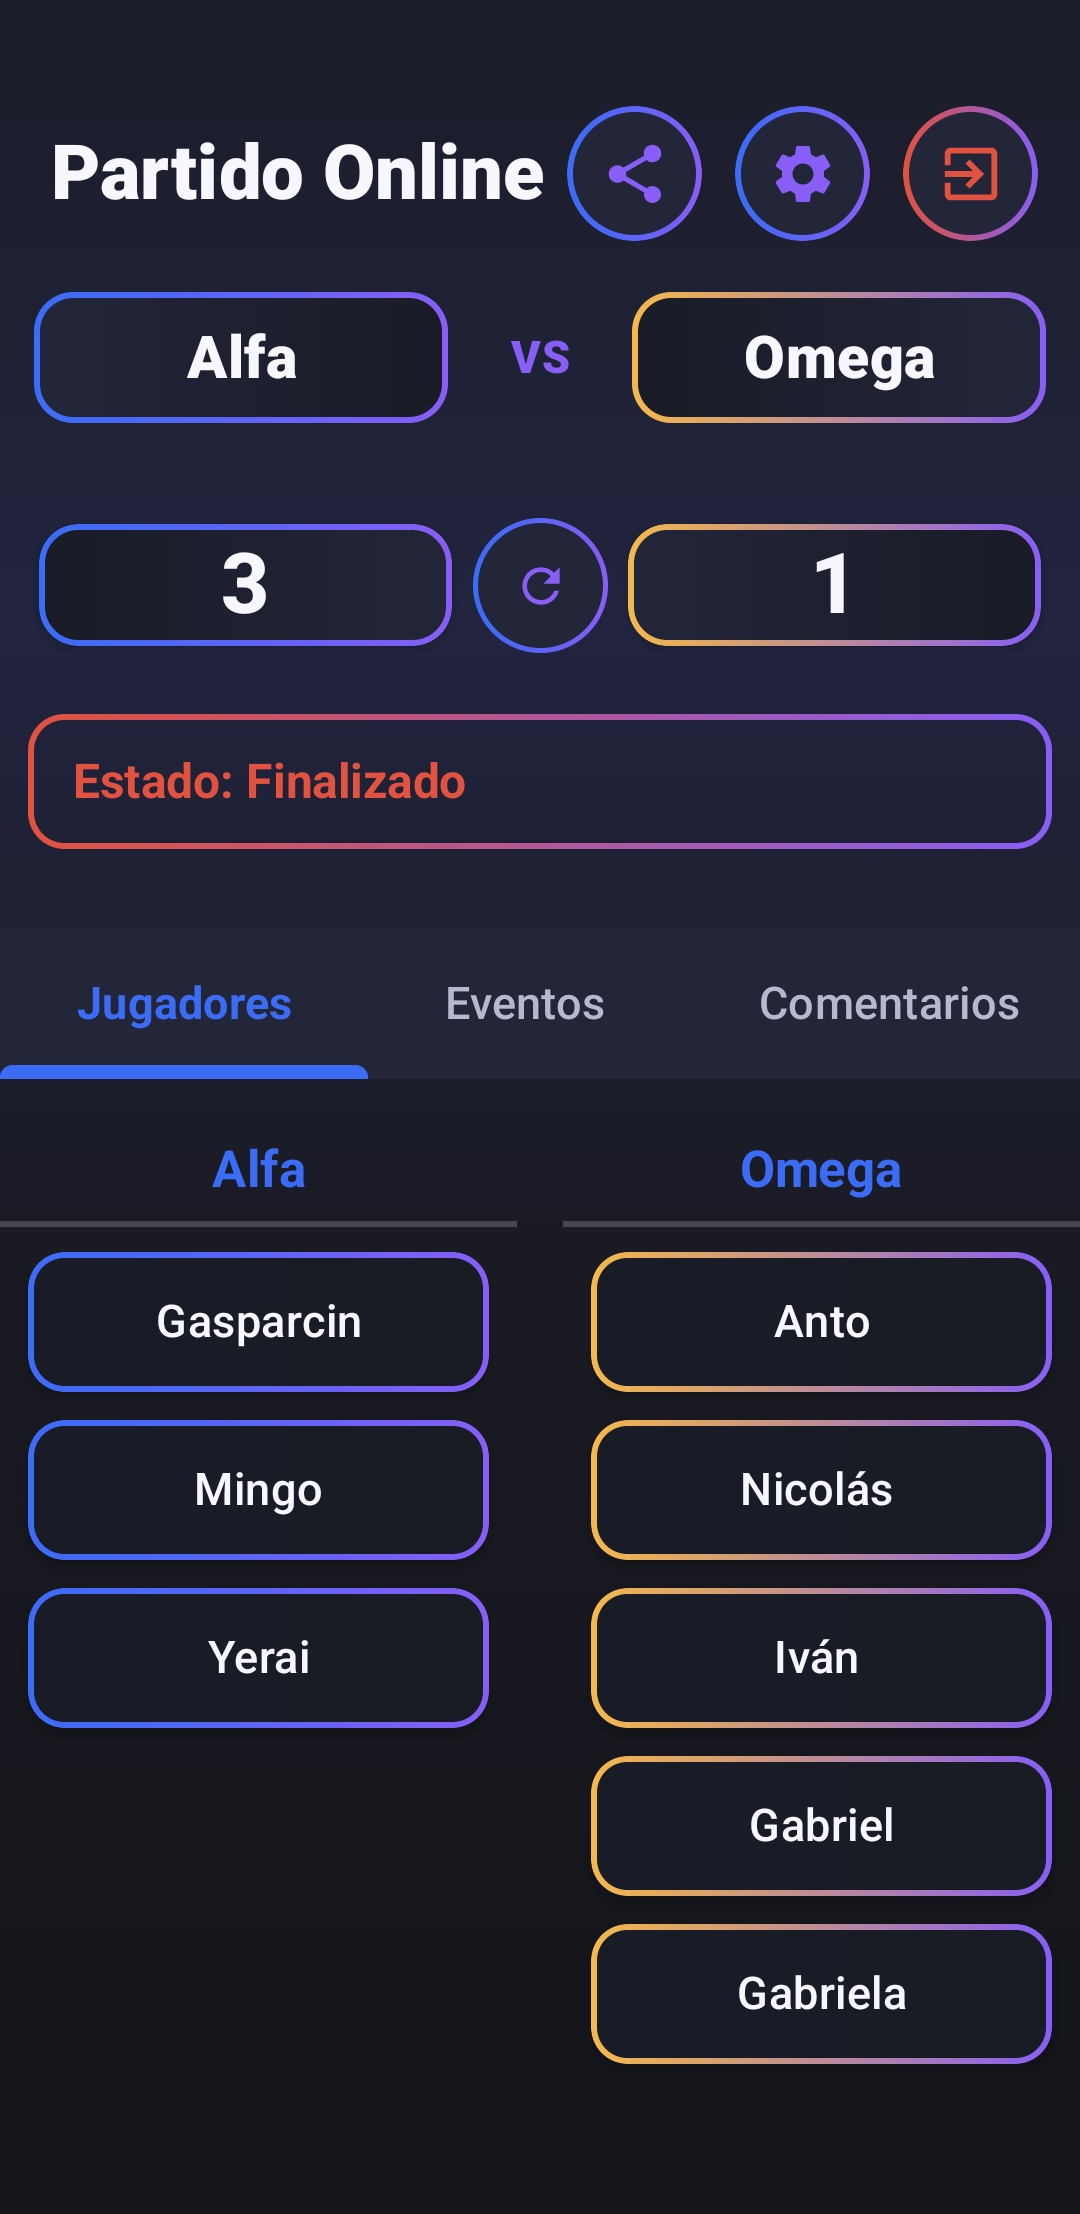 Partido Online
Alfa
VS
Omega
3
1
Estado: Finalizado
Jugadores
Eventos
Comentarios
Alfa
Omega
Gasparcin
Anto
Mingo
Nicolás
Yerai
Iván
Gabriel
Gabriela